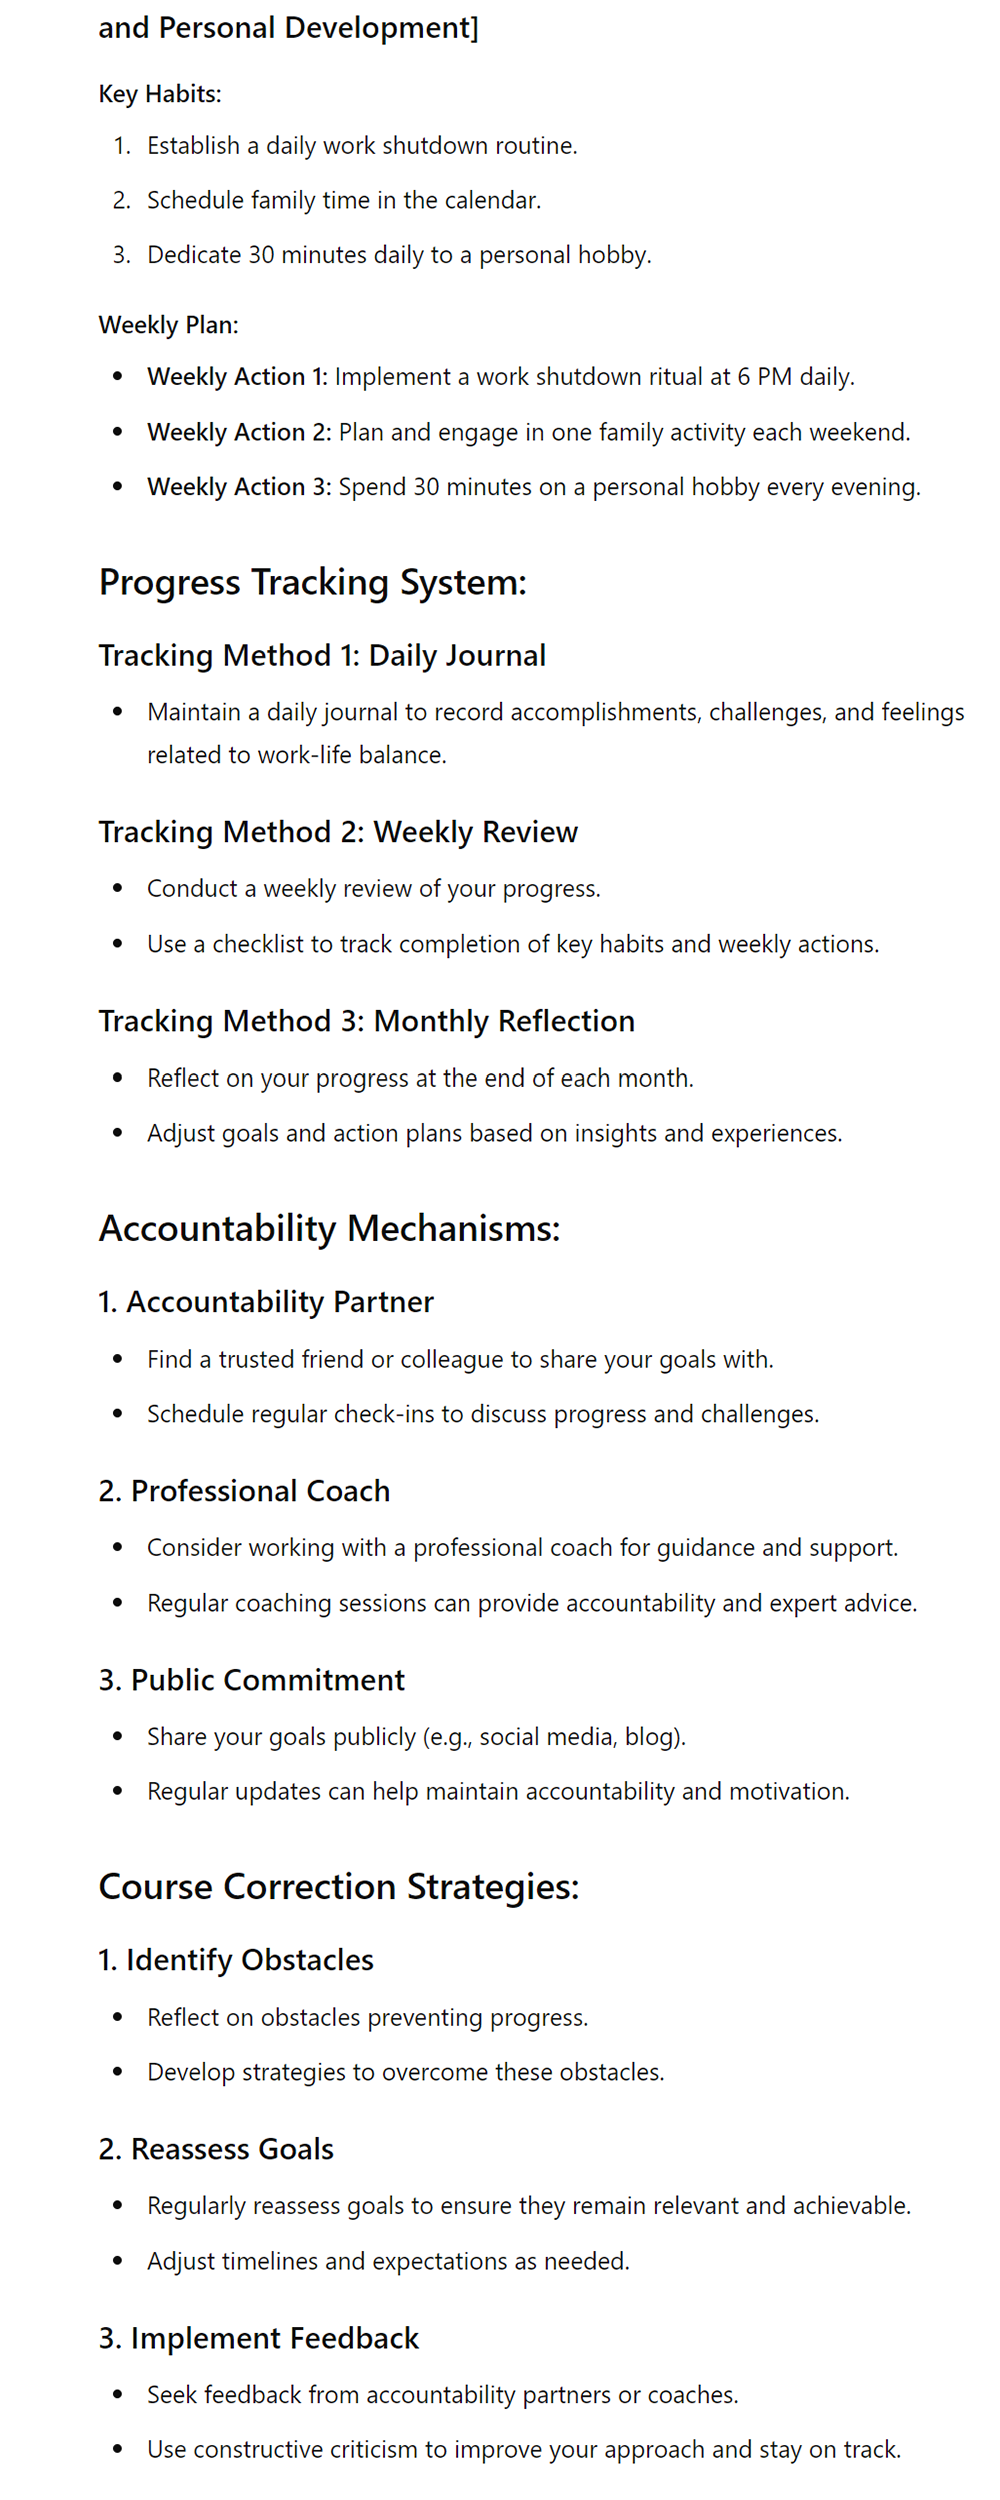 and Personal Development]
Key Habits:
1. Establish a daily work shutdown routine.
2. Schedule family time in the calendar.
3. Dedicate 30 minutes daily to a personal hobby.
Weekly Plan:
• Weekly Action 1: Implement a work shutdown ritual at 6 PM daily.
• Weekly Action 2: Plan and engage in one family activity each weekend.
• Weekly Action 3: Spend 30 minutes on a personal hobby every evening.
Progress Tracking System:
Tracking Method 1: Daily Journal
• Maintain a daily journal to record accomplishments, challenges, and feelings
related to work-life balance.
Tracking Method 2: Weekly Review
• Conduct a weekly review of your progress.
• Use a checklist to track completion of key habits and weekly actions.
Tracking Method 3: Monthly Reflection
• Reflect on your progress at the end of each month.
• Adjust goals and action plans based on insights and experiences.
Accountability Mechanisms:
1. Accountability Partner
• Find a trusted friend or colleague to share your goals with.
• Schedule regular check-ins to discuss progress and challenges.
2. Professional Coach
• Consider working with a professional coach for guidance and support.
• Regular coaching sessions can provide accountability and expert advice.
3. Public Commitment
• Share your goals publicly (e.g., social media, blog).
• Regular updates can help maintain accountability and motivation.
Course Correction Strategies:
1. Identify Obstacles
• Reflect on obstacles preventing progress.
• Develop strategies to overcome these obstacles.
2. Reassess Goals
• Regularly reassess goals to ensure they remain relevant and achievable.
• Adjust timelines and expectations as needed.
3. Implement Feedback
• Seek feedback from accountability partners or coaches.
• Use constructive criticism to improve your approach and stay on track.